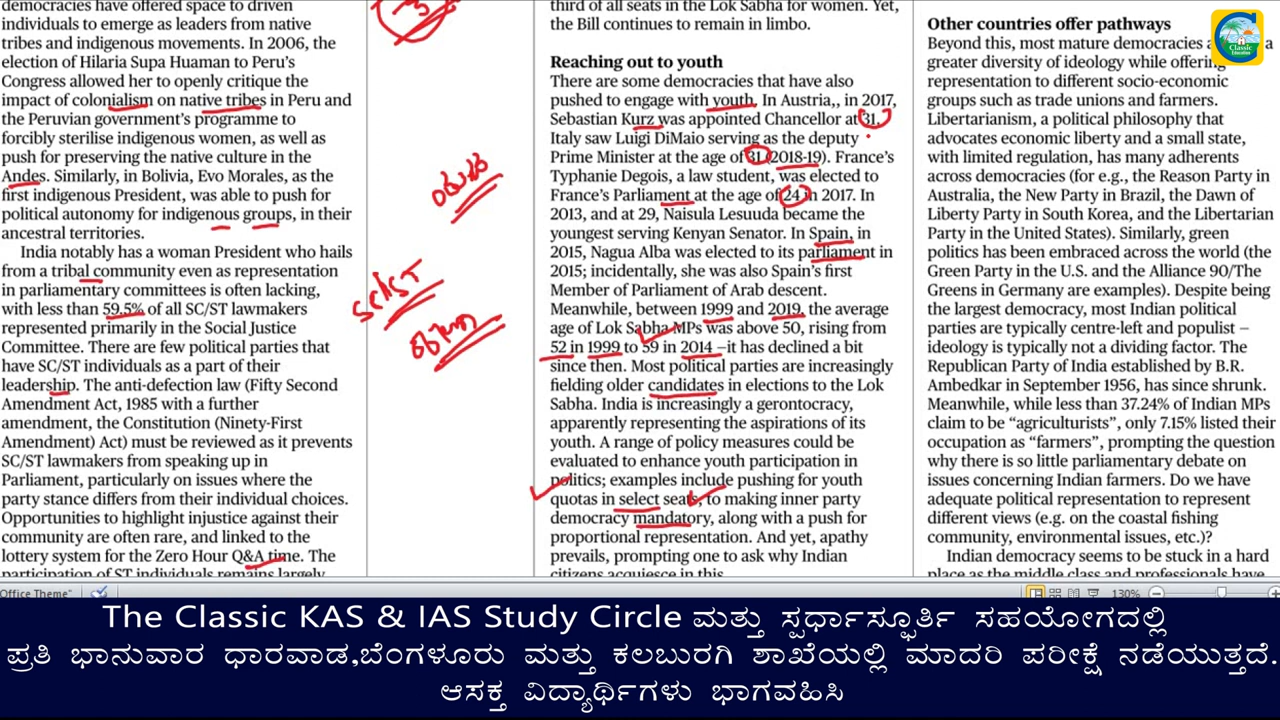 democracies have offered space to driven
individuals to emerge as leaders from native
tribes and indigenous movements. In 2006, the
election of Hilaria Supa Huaman to Peru's
Congress allowed her to openly critique the
impact of colonialism on native tribes in Peru and
the Peruvian government's programme to
forcibly sterilise indigenous women, as well as
push for preserving the native culture in the
Andes. Similarly, in Bolivia, Evo Morales, as the
first indigenous President, was able to push for
political autonomy for indigenous groups, in their
ancestral territories.
India notably has a woman President who hails
from a tribal community even as representation
in parliamentary committees is often lacking,
with less than 59.5% of all SC/ST lawmakers
represented primarily in the Social Justice
Committee. There are few political parties that
have SC/ST individuals as a part of their
leadership. The anti-defection law (Fifty Second
Amendment Act, 1985 with a further
amendment, the Constitution (Ninety-First
Amendment) Act) must be reviewed as it prevents
SC/ST lawmakers from speaking up in
Parliament, particularly on issues where the
party stance differs from their individual choices.
Opportunities to highlight injustice against their
community are often rare, and linked to the
lottery system for the Zero Hour Q&A time. The
participation of ST individuals remains largely
SC/ST
third of all seats in the Lok Sabha for women. Yet,
the Bill continues to remain in limbo.
Reaching out to youth
There are some democracies that have also
pushed to engage with youth. In Austria,, in 2017,
Sebastian Kurz was appointed Chancellor at 31.
Italy saw Luigi DiMaio serving as the deputy
Prime Minister at the age of 31 (2018-19). France's
Typhanie Degois, a law student, was elected to
France's Parliament at the age of 24 in 2017. In
2013, and at 29, Naisula Lesuuda became the
youngest serving Kenyan Senator. In Spain, in
2015, Nagua Alba was elected to its parliament in
2015; incidentally, she was also Spain's first
Member of Parliament of Arab descent.
Meanwhile, between 1999 and 2019, the average
age of Lok Sabha MPs was above 50, rising from
52 in 1999 to 59 in 2014 —it has declined a bit
since then. Most political parties are increasingly
fielding older candidates in elections to the Lok
Sabha. India is increasingly a gerontocracy,
apparently representing the aspirations of its
youth. A range of policy measures could be
evaluated to enhance youth participation in
politics; examples include pushing for youth
quotas in select seats, to making inner party
democracy mandatory, along with a push for
proportional representation. And yet, apathy
prevails, prompting one to ask why Indian
citizens acquiesce in this.
Other countries offer pathways
Beyond this, most mature democracies a
greater diversity of ideology while offering
representation to different socio-economic
groups such as trade unions and farmers.
Libertarianism, a political philosophy that
advocates economic liberty and a small state,
with limited regulation, has many adherents
across democracies (for e.g., the Reason Party in
Australia, the New Party in Brazil, the Dawn of
Liberty Party in South Korea, and the Libertarian
Party in the United States). Similarly, green
politics has been embraced across the world (the
Green Party in the U.S. and the Alliance 90/The
Greens in Germany are examples). Despite being
the largest democracy, most Indian political
parties are typically centre-left and populist —
ideology is typically not a dividing factor. The
Republican Party of India established by B.R.
Ambedkar in September 1956, has since shrunk.
Meanwhile, while less than 37.24% of Indian MPs
claim to be "agriculturists", only 7.15% listed their
occupation as "farmers", prompting the question
why there is so little parliamentary debate on
issues concerning Indian farmers. Do we have
adequate political representation to represent
different views (e.g. on the coastal fishing
community, environmental issues, etc.)?
Indian democracy seems to be stuck in a hard
place as the middle class and professionals have
Classic
Education
Office Theme"
130%
The Classic KAS & IAS Study Circle ಮತ್ತು ಸ್ಪರ್ಧಾಸ್ಫೂರ್ತಿ ಸಹಯೋಗದಲ್ಲಿ
ಪ್ರತಿ ಭಾನುವಾರ ಧಾರವಾಡ,ಬೆಂಗಳೂರು ಮತ್ತು ಕಲಬುರಗಿ ಶಾಖೆಯಲ್ಲಿ ಮಾದರಿ ಪರೀಕ್ಷೆ ನಡೆಯುತ್ತದೆ.
ಆಸಕ್ತ ವಿದ್ಯಾರ್ಥಿಗಳು ಭಾಗವಹಿಸಿ